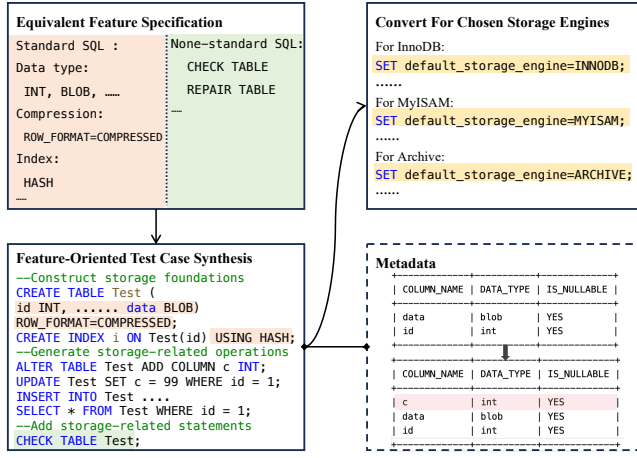 Equivalent Feature Specification
Standard SQL :
Data type:
INT, BLOB, ……
Compression:
ROW_FORMAT=COMPRESSED
Index:
HASH
……
None-standard SQL:
CHECK TABLE
REPAIR TABLE
……
Convert For Chosen Storage Engines
For InnoDB:
SET default_storage_engine=INNODB;
……
For MyISAM:
SET default_storage_engine=MYISAM;
……
For Archive:
SET default_storage_engine=ARCHIVE;
……
Feature-Oriented Test Case Synthesis
--Construct storage foundations
CREATE TABLE Test (
id INT, ...... data BLOB)
ROW_FORMAT=COMPRESSED;
CREATE INDEX i ON Test(id) USING HASH;
--Generate storage-related operations
ALTER TABLE Test ADD COLUMN c INT;
UPDATE Test SET c = 99 WHERE id = 1;
INSERT INTO Test ....
SELECT * FROM Test WHERE id = 1;
--Add storage-related statements
CHECK TABLE Test;
Metadata
+--------------+--------------+--------------+
| COLUMN_NAME | DATA_TYPE | IS_NULLABLE
+--------------+--------------+--------------+
| data | blob | YES
| id | int | YES
+--------------+--------------+--------------+
+--------------+--------------+--------------+
| COLUMN_NAME | DATA_TYPE | IS_NULLABLE
+--------------+--------------+--------------+
| c | int | YES
| data | blob | YES
| id | int | YES
+--------------+--------------+--------------+